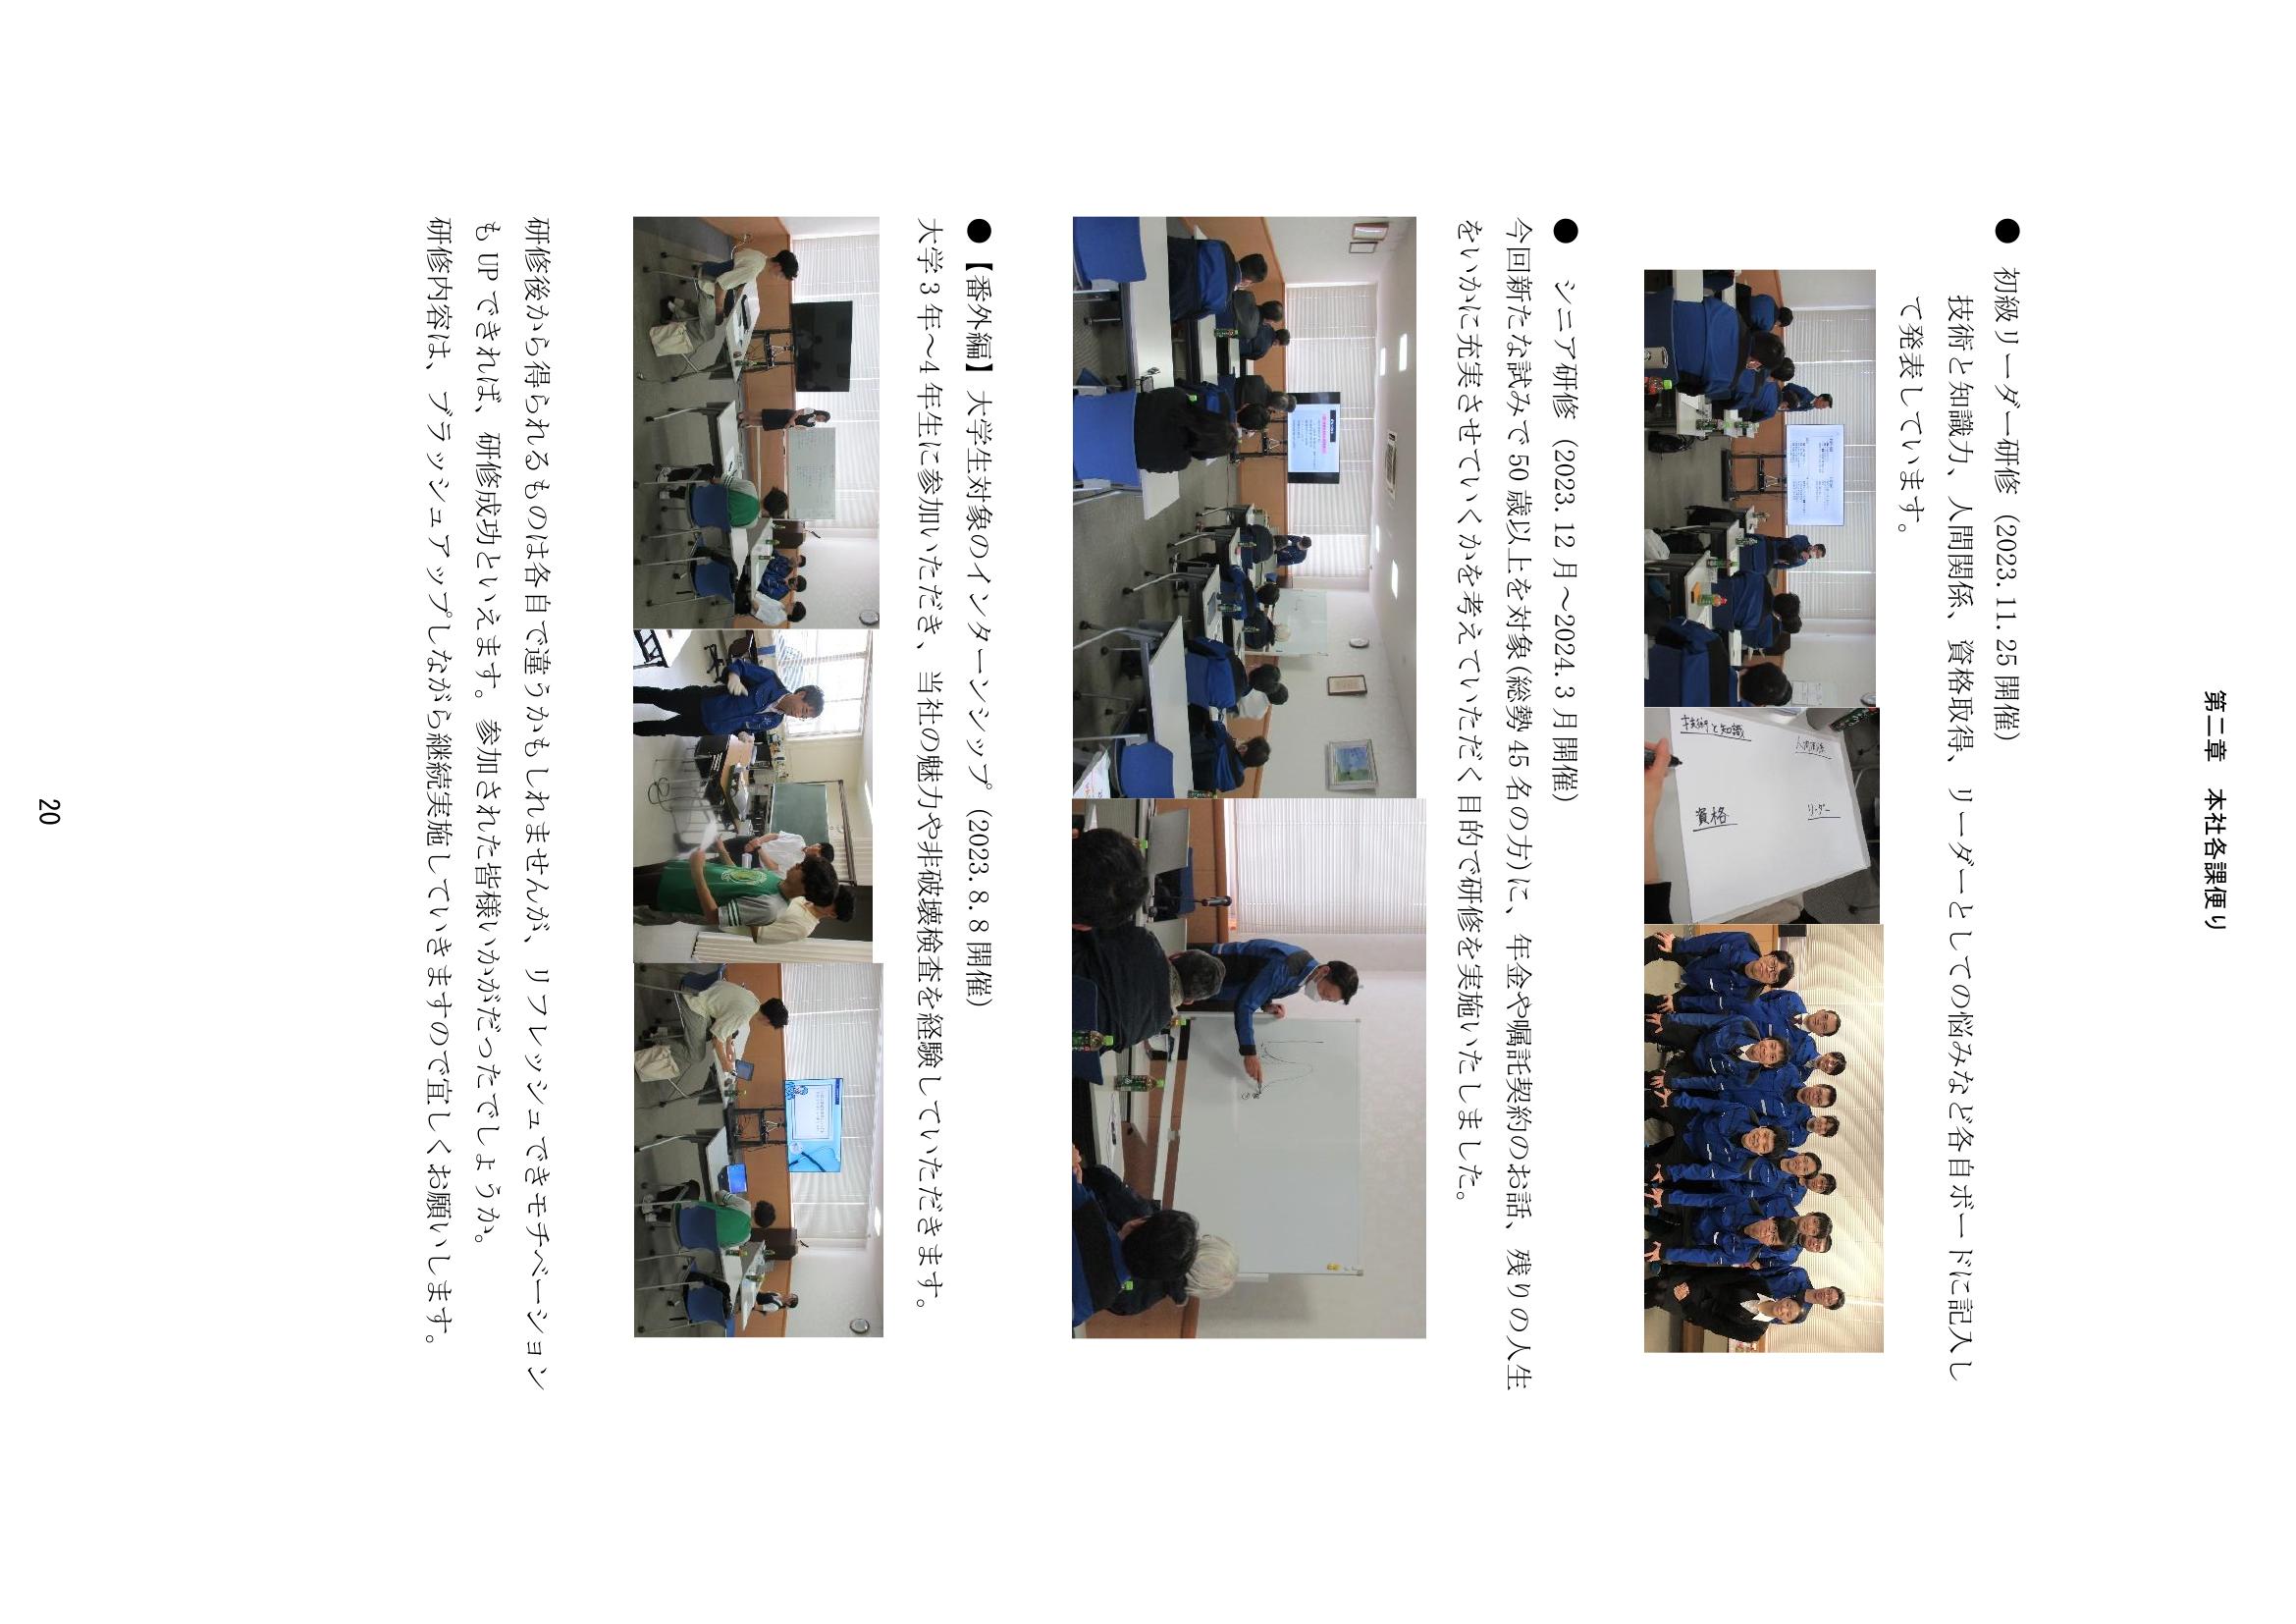 第二章　本社各課便り
●　初級リーダー研修（2023.11.25 開催）
技術と知識力、人間関係、資格取得、リーダーとしての悩みなど各自ボードに記入し
て発表しています。
技術と知識
人間関係
資格
リーダー
●　シニア研修（2023.12 月～2024.3 月開催）
今回新たな試みで 50 歳以上を対象(総勢 45 名の方)に、年金や嘱託契約のお話、残りの人生
をいかに充実させていくかを考えていただく目的で研修を実施いたしました。
●【番外編】大学生対象のインターンシップ（2023.8.8 開催）
大学 3 年～4 年生に参加いただき、当社の魅力や非破壊検査を経験していただきます。
研修後から得られるものは各自で違うかもしれませんが、リフレッシュできモチベーション
も UP できれば、研修成功といえます。参加された皆様いかがだったでしょうか。
研修内容は、ブラッシュアップしながら継続実施していきますので宜しくお願いします。
20